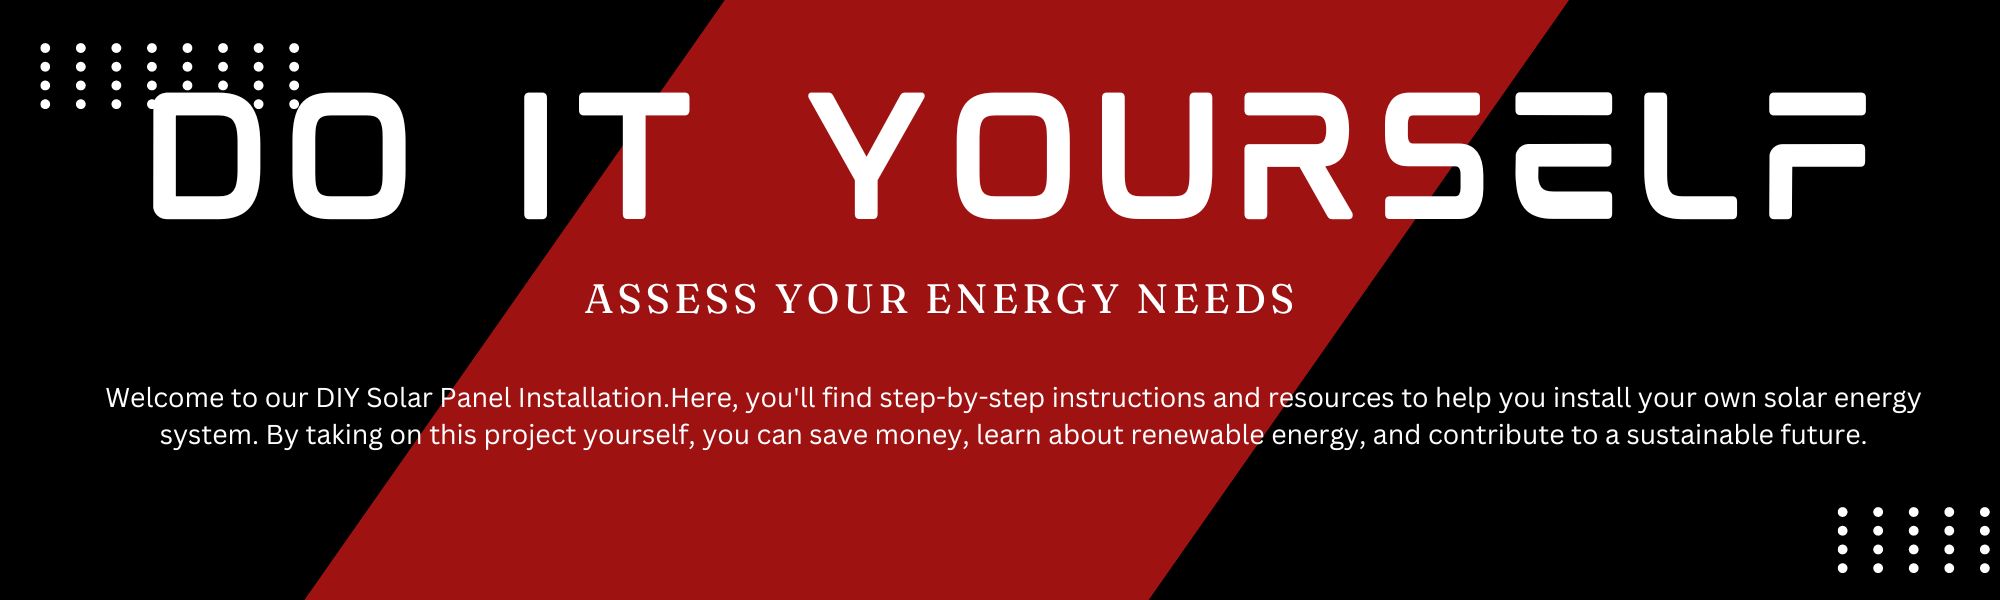 DO IT YOURSELF
ASSESS YOUR ENERGY NEEDS
Welcome to our DIY Solar Panel Installation.Here, you'll find step-by-step instructions and resources to help you install your own solar energy
system. By taking on this project yourself, you can save money, learn about renewable energy, and contribute to a sustainable future.